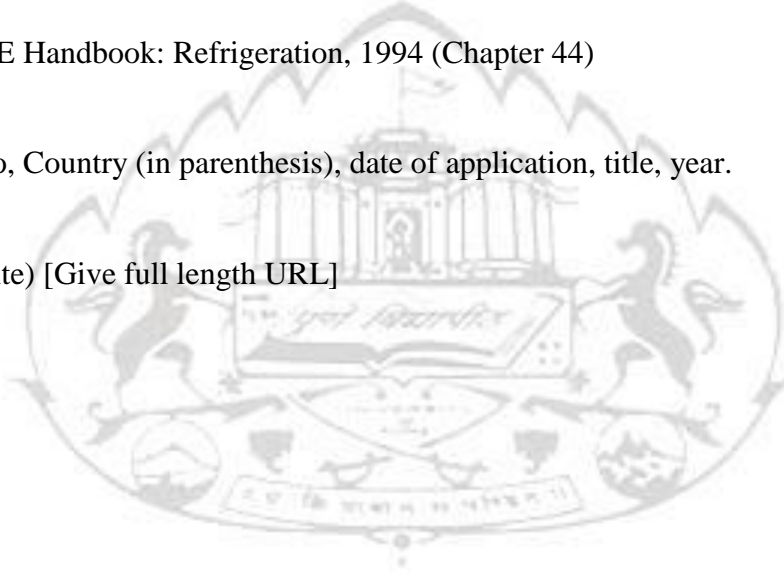 E Handbook: Refrigeration, 1994 (Chapter 44)
o, Country (in parenthesis), date of application, title, year.
te) [Give full length URL]